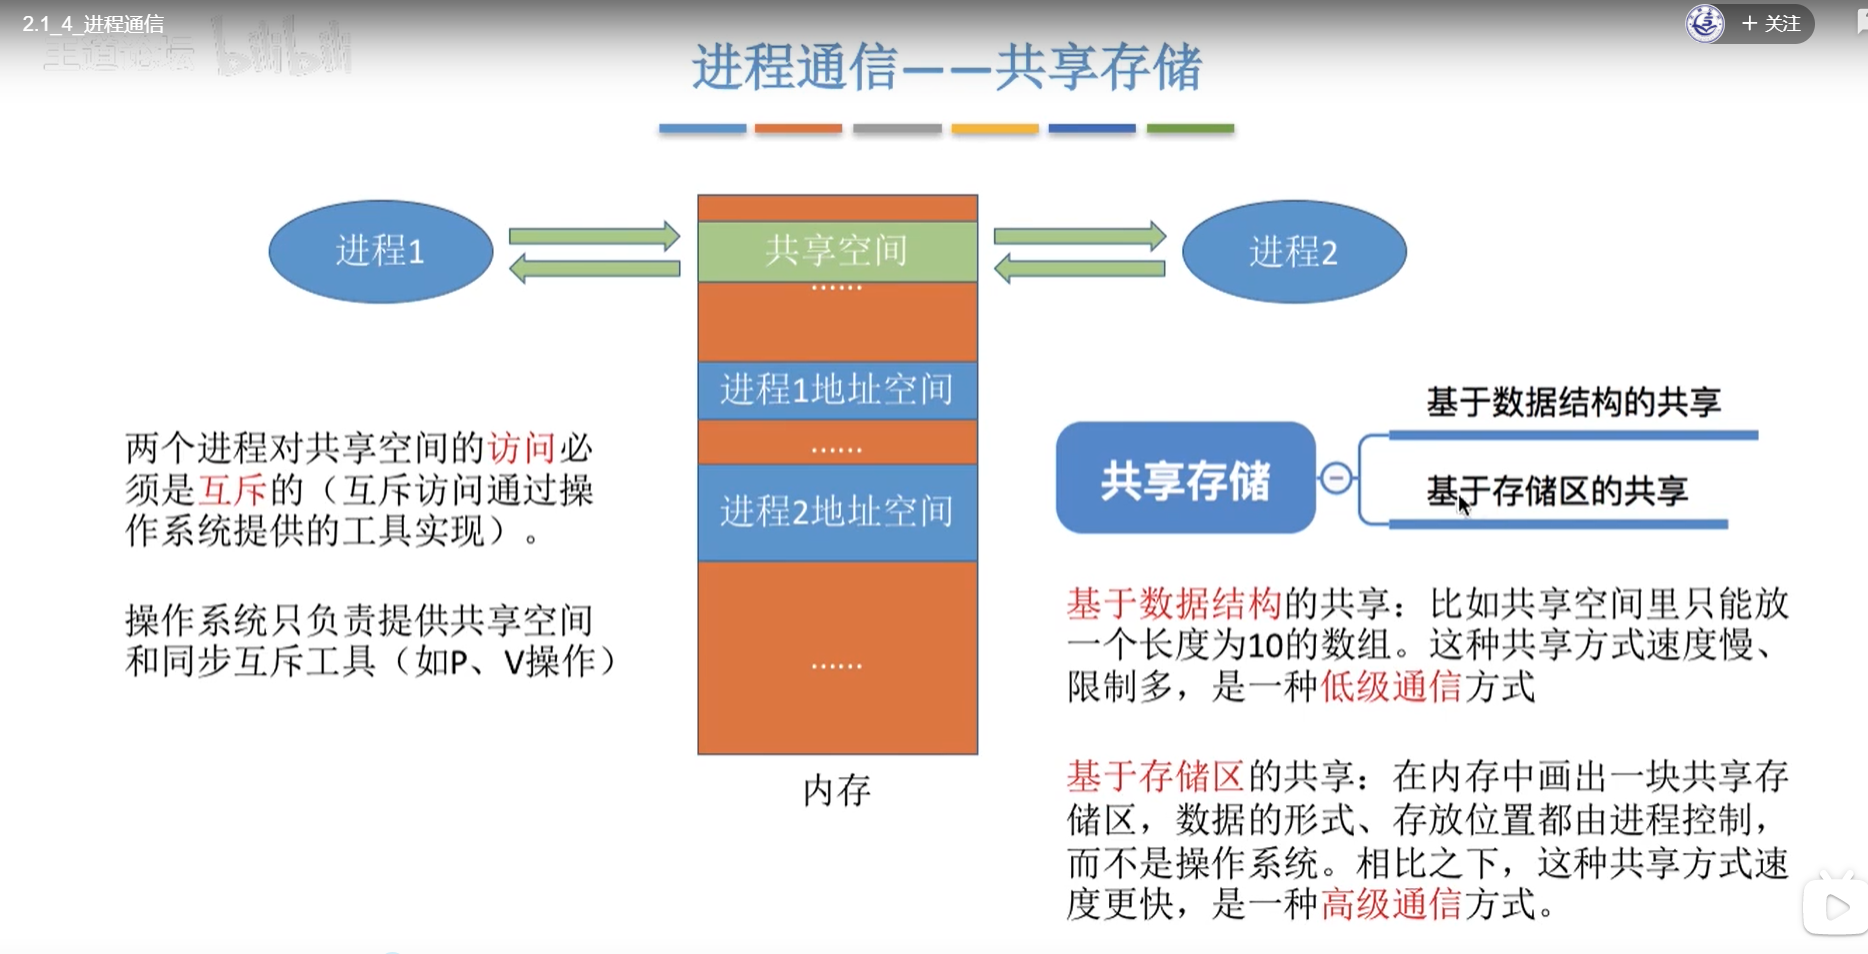 2.1_4_进程通信
+ 关注
王道论坛 bilibili
进程通信——共享存储
进程1
共享空间
进程2
……
进程1地址空间
……
进程2地址空间
……
内存
两个进程对共享空间的访问必
须是互斥的（互斥访问通过操
作系统提供的工具实现）。
操作系统只负责提供共享空间
和同步互斥工具（如P、V操作）
共享存储
基于数据结构的共享
基于存储区的共享
基于数据结构的共享：比如共享空间里只能放
一个长度为10的数组。这种共享方式速度慢、
限制多，是一种低级通信方式
基于存储区的共享：在内存中画出一块共享存
储区，数据的形式、存放位置都由进程控制，
而不是操作系统。相比之下，这种共享方式速
度更快，是一种高级通信方式。